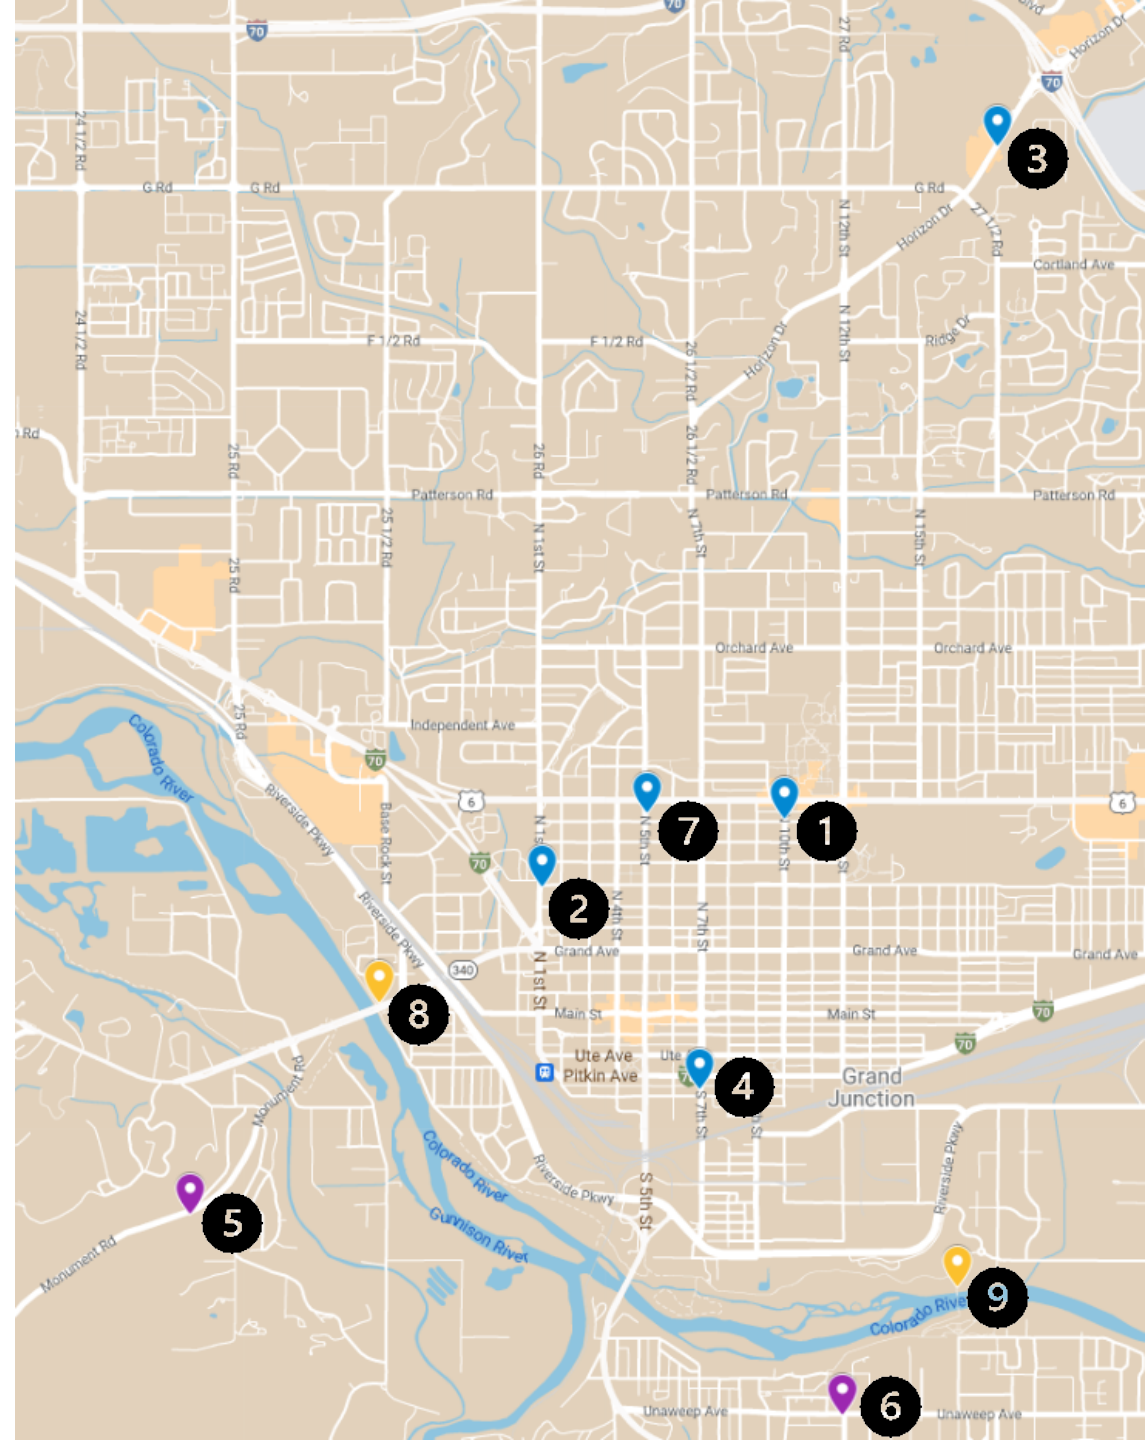 70
70
27 Rd
Blvd
Horizon Dr
70
3
24 1/2 Rd
G Rd
G Rd
G Rd
N 12th St
Horizon Dr
27 1/2 Rd
Cortland Ave
24 1/2 Rd
F 1/2 Rd
F 1/2 Rd
26 1/2 Rd
Horizon Dr
N 12th St
Ridge Dr
Rd
25 Rd
26 Rd
26 1/2 Rd
Patterson Rd
Patterson Rd
Patterson Rd
25 1/2 Rd
N 1st St
N 7th St
N 15th St
25 Rd
Orchard Ave
Orchard Ave
25 Rd
Colorado River
Independent Ave
70
6
6
Riverside Pkwy
Base Rock St
N 1st
N 5th St
7
N 10th St
1
St
70
2
Riverside Pkwy
N 4th St
N 7th St
Grand Ave
Grand Ave
Grand Ave
340
N 1st St
8
Main St
Main St
70
70
Monument Rd
Ute Ave
Pitkin Ave
Ute
70
4
Grand
Junction
S 7th St
St
Colorado River
Riverside Pkwy
Riverside Pkwy
S 5th St
5
Gunnison River
Monument Rd
9
Colorado River
6
Unaweep Ave
Unaweep Ave